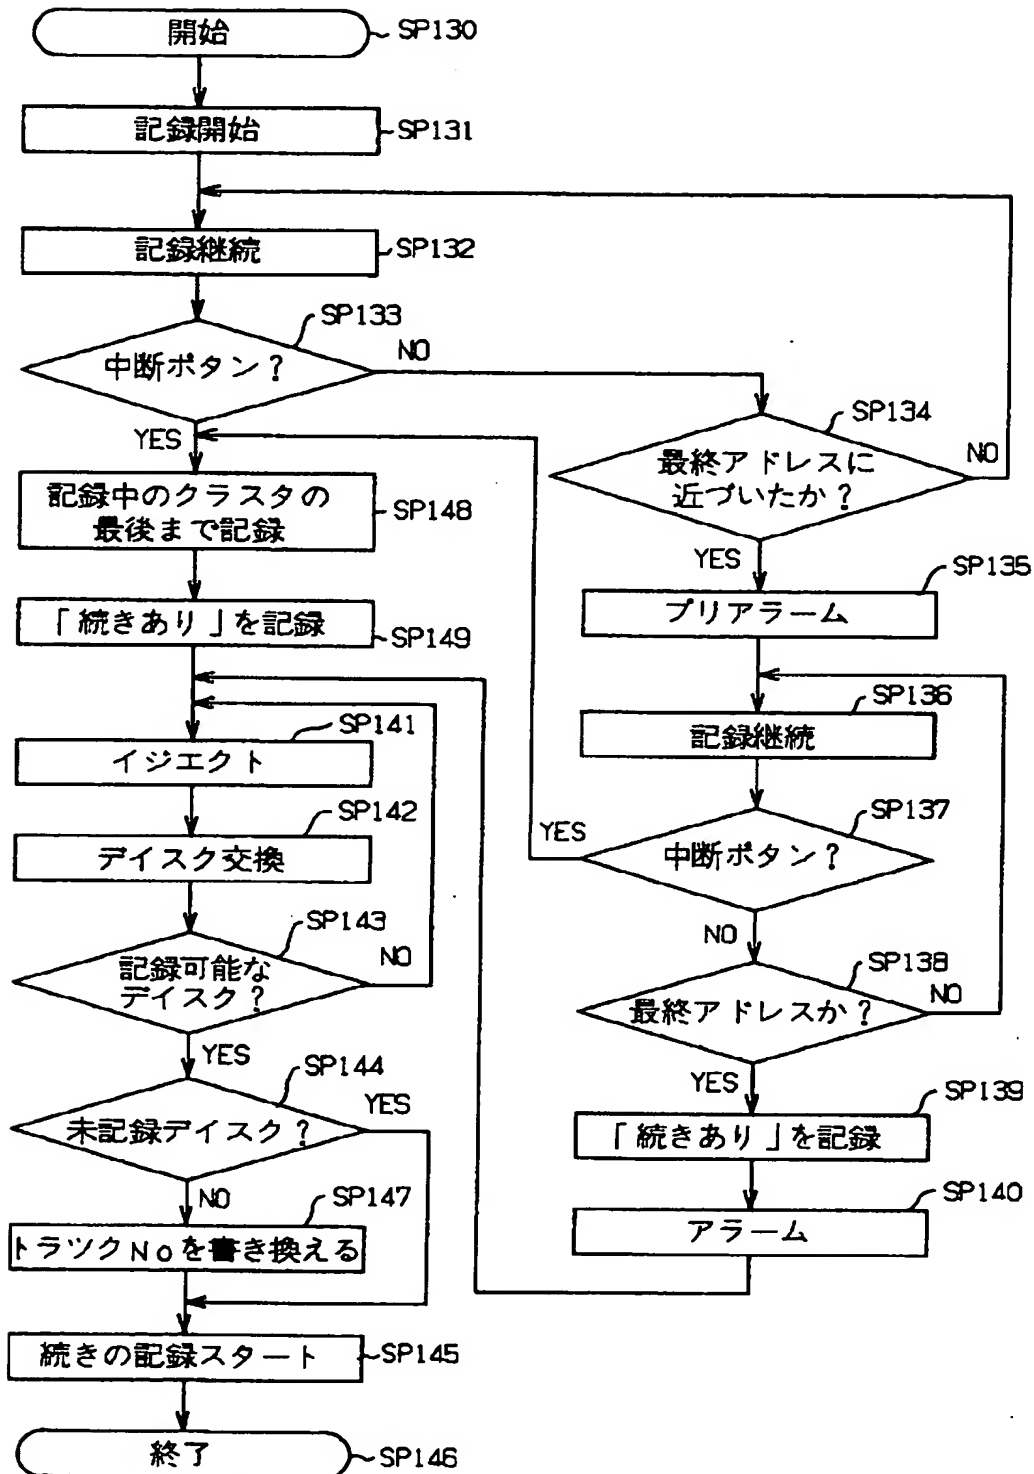 開始
SP130
記録開始
SP131
記録継続
SP132
SP133
中断ボタン?
NO
YES
SP134
最終アドレスに
近づいたか?
NO
YES
記録中のクラスタの
最後まで記録
SP148
SP135
プリアラーム
「続きあり」を記録
SP149
SP136
記録継続
SP141
イジエクト
SP137
中断ボタン?
YES
NO
SP142
デイスク交換
SP143
記録可能な
デイスク?
NO
YES
SP138
最終アドレスか?
NO
YES
SP144
未記録デイスク?
YES
NO
SP139
「続きあり」を記録
SP147
トラツクNoを書き換える
SP140
アラーム
続きの記録スタート
SP145
終了
SP146